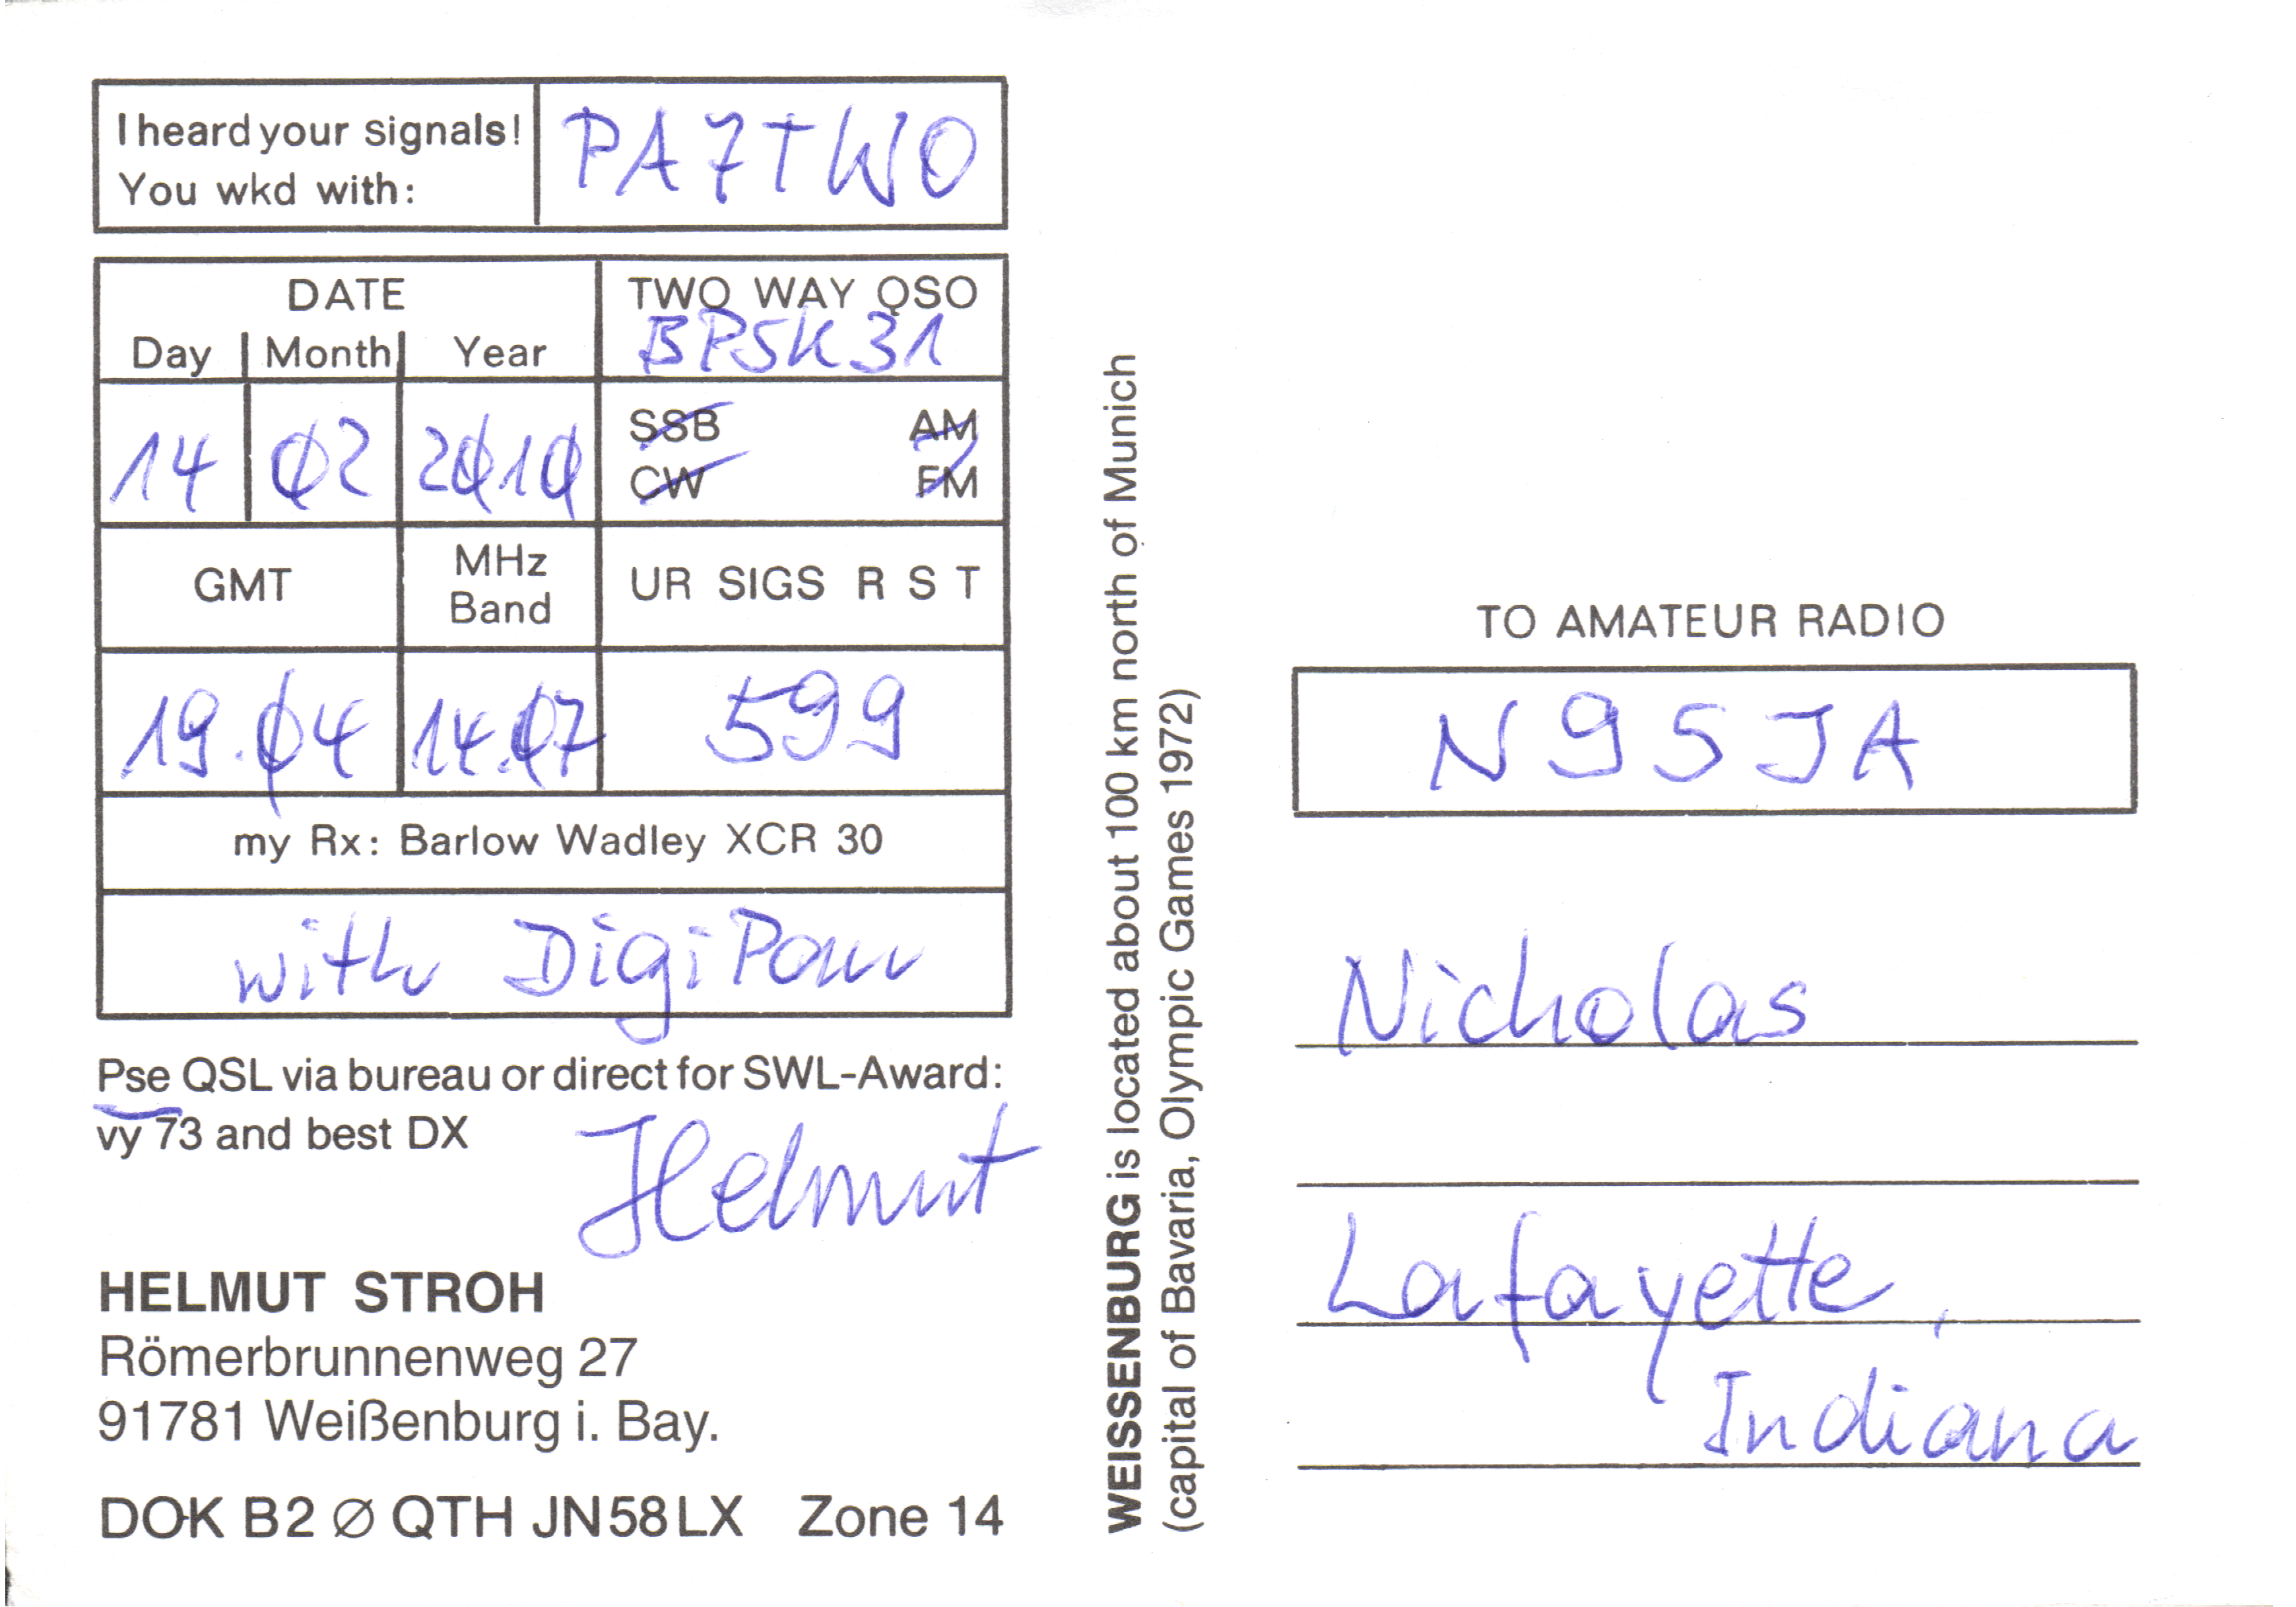 I heard your signals!
You wkd with:
PA7TWO
DATE
Day Month Year
TWO WAY QSO
BPSK31
14 02 2010
SSB AM
CW FM
GMT
MHz
Band
UR SIGS R S T
19.04 14.07 599
my Rx: Barlow Wadley XCR 30
with DigiPan
Pse QSL via bureau or direct for SWL-Award:
vy 73 and best DX
Helmut
HELMUT STROH
Römerbrunnenweg 27
91781 Weißenburg i. Bay.
DOK B2Ø QTH JN58LX Zone 14
WEISSENBURG is located about 100 km north of Munich
(capital of Bavaria, Olympic Games 1972)
TO AMATEUR RADIO
N9SJA
Nicholas
Lafayette,
Indiana